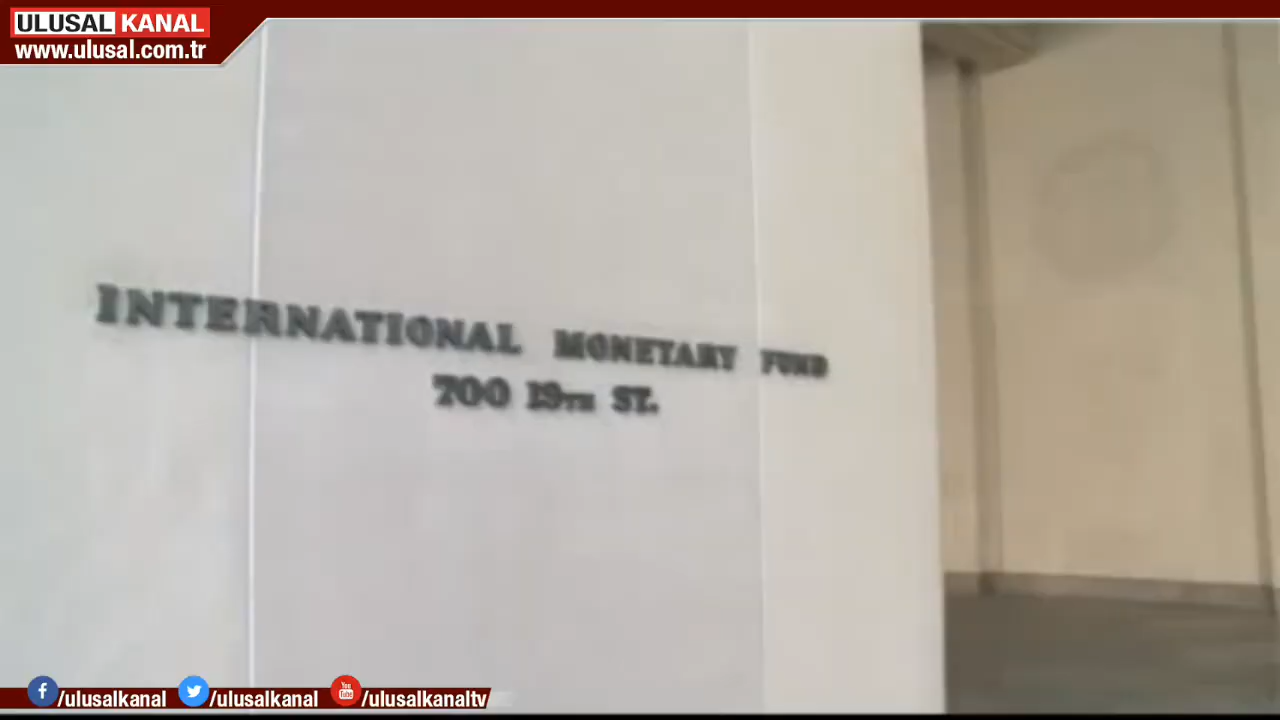 ULUSAL KANAL
www.ulusal.com.tr
INTERNATIONAL MONETARY FUND
700 19TH ST.
/ulusalkanal
/ulusalkanal
/ulusalkanaltv